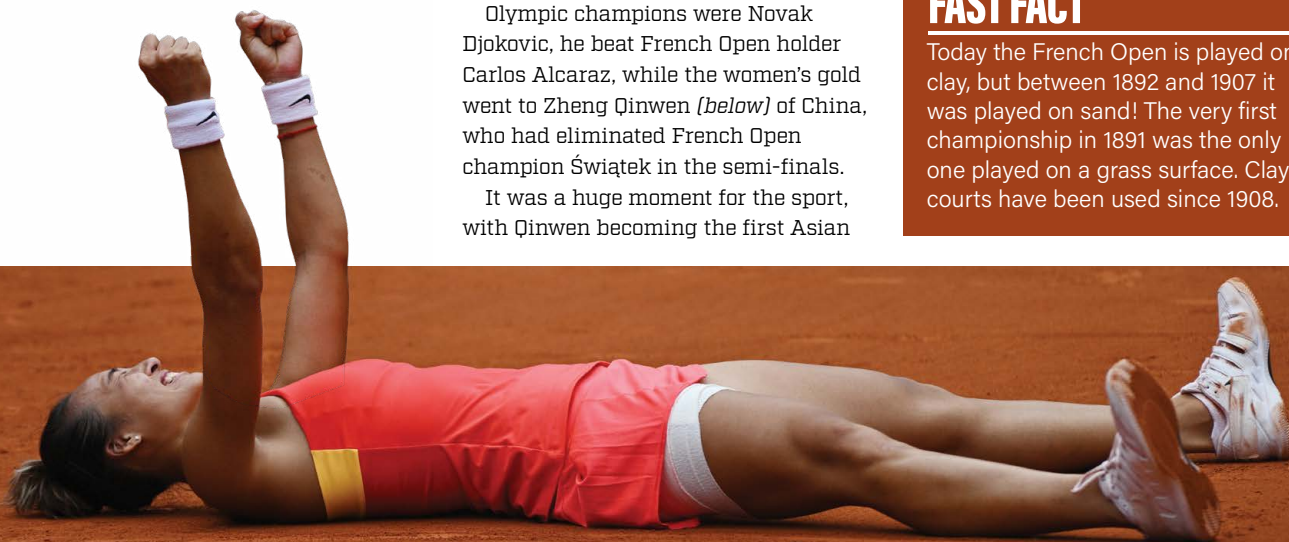 Olympic champions were Novak
Djokovic, he beat French Open holder
Carlos Alcaraz, while the women's gold
went to Zheng Qinwen (below) of China,
who had eliminated French Open
champion Świątek in the semi-finals.
It was a huge moment for the sport,
with Qinwen becoming the first Asian
FAST FACT
Today the French Open is played on
clay, but between 1892 and 1907 it
was played on sand! The very first
championship in 1891 was the only
one played on a grass surface. Clay
courts have been used since 1908.